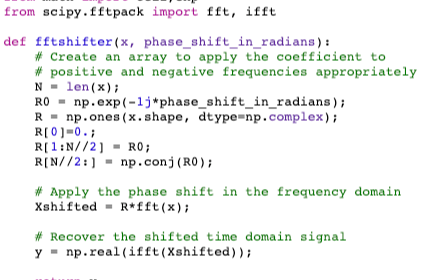 from scipy.fftpack import fft, ifft
def fftshifter(x, phase_shift_in_radians):
# Create an array to apply the coefficient to
# positive and negative frequencies appropriately
N = len(x);
R0 = np.exp(-1j*phase_shift_in_radians);
R = np.ones(x.shape, dtype=np.complex);
R[0]=0.;
R[1:N//2] = R0;
R[N//2:] = np.conj(R0);
# Apply the phase shift in the frequency domain
Xshifted = R*fft(x);
# Recover the shifted time domain signal
y = np.real(ifft(Xshifted));